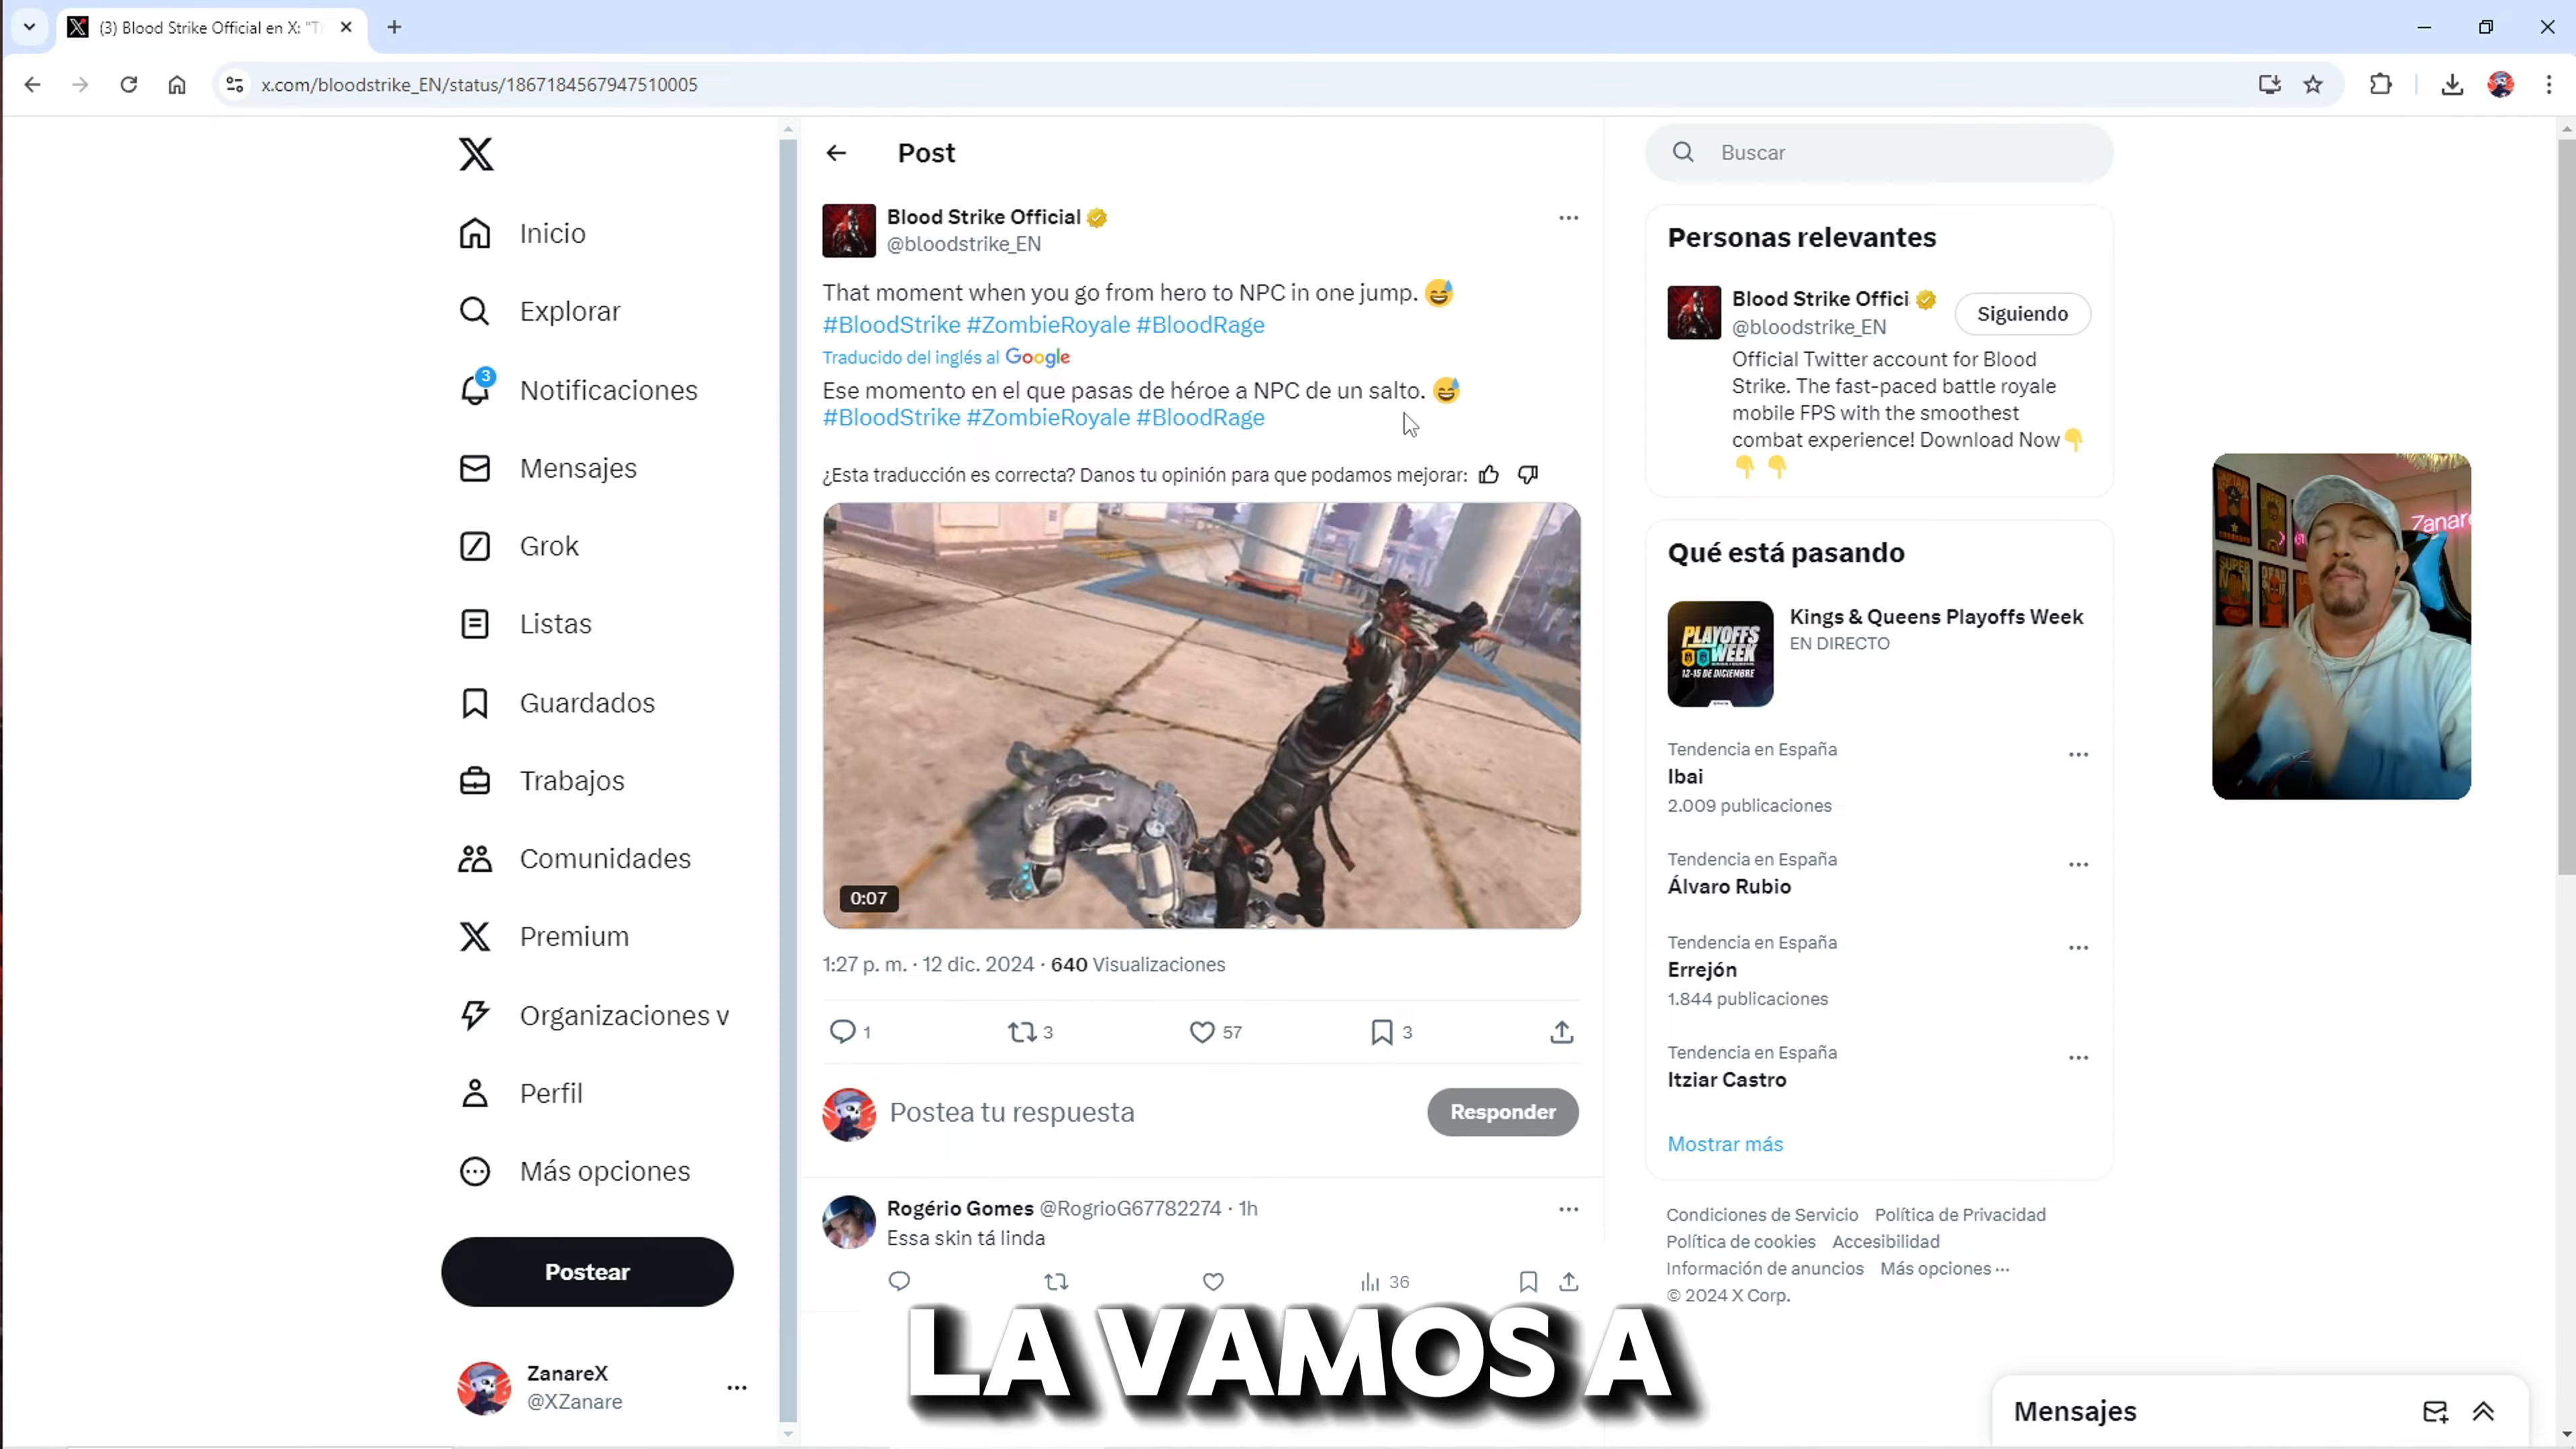 (3) Blood Strike Official en X: "T
x.com/bloodstrike_EN/status/1867184567947510005
Inicio
Explorar
3
Notificaciones
Mensajes
Grok
Listas
Guardados
Trabajos
Comunidades
Premium
Organizaciones v
Perfil
Más opciones
Postear
ZanareX
@XZanare
Post
Blood Strike Official
@bloodstrike_EN
That moment when you go from hero to NPC in one jump. 😅
#BloodStrike #ZombieRoyale #BloodRage
Traducido del inglés al Google
Ese momento en el que pasas de héroe a NPC de un salto. 😅
#BloodStrike #ZombieRoyale #BloodRage
¿Esta traducción es correcta? Danos tu opinión para que podamos mejorar:
0:07
1:27 p. m. · 12 dic. 2024 · 640 Visualizaciones
1 3 57 3
Postea tu respuesta
Responder
Rogério Gomes @RogrioG67782274 · 1h
Essa skin tá linda
36
LA VAMOS A
Buscar
Personas relevantes
Blood Strike Offici
@bloodstrike_EN
Siguiendo
Official Twitter account for Blood
Strike. The fast-paced battle royale
mobile FPS with the smoothest
combat experience! Download Now👇
👇👇
Qué está pasando
PLAYOFFS
WEEK
12-15 DE DICIEMBRE
Kings & Queens Playoffs Week
EN DIRECTO
Tendencia en España
Ibai
2.009 publicaciones
Tendencia en España
Álvaro Rubio
Tendencia en España
Errejón
1.844 publicaciones
Tendencia en España
Itziar Castro
Mostrar más
Condiciones de Servicio Política de Privacidad
Política de cookies Accesibilidad
Información de anuncios Más opciones ···
© 2024 X Corp.
Zanare
Mensajes